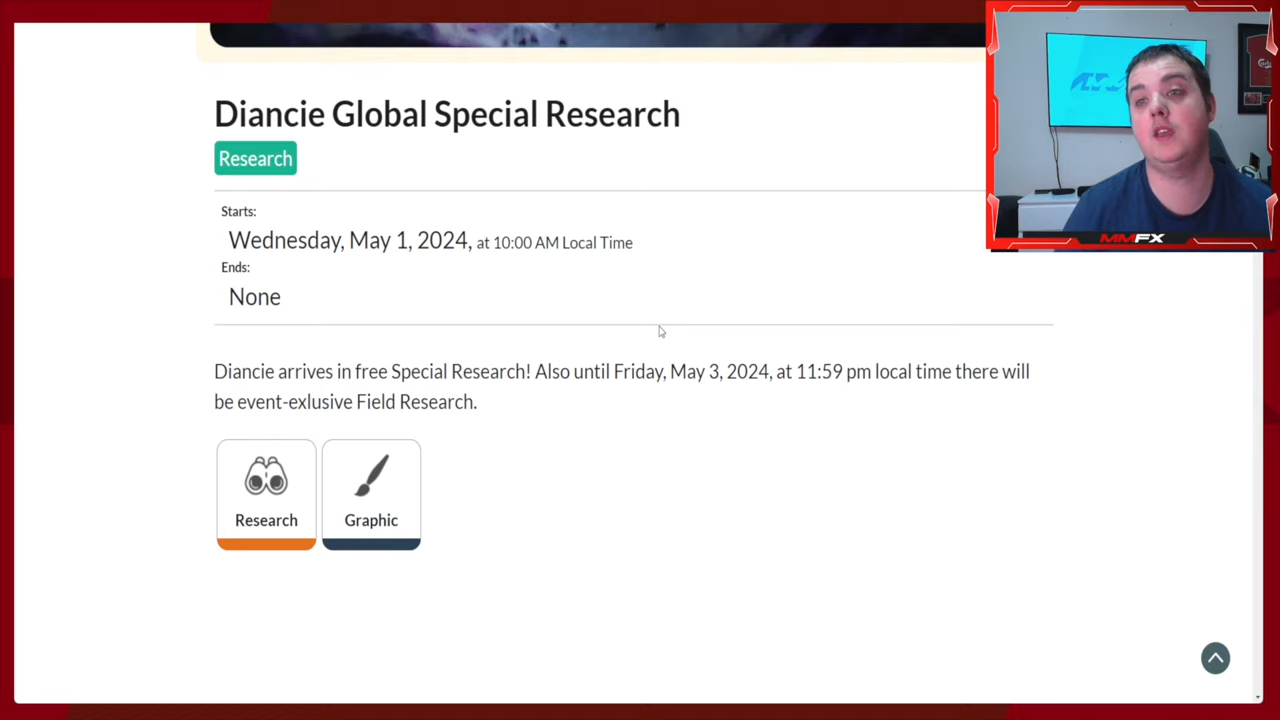 Diancie Global Special Research
Research
Starts:
Wednesday, May 1, 2024, at 10:00 AM Local Time
Ends:
None
Diancie arrives in free Special Research! Also until Friday, May 3, 2024, at 11:59 pm local time there will
be event-exlusive Field Research.
Research
Graphic
MMFX